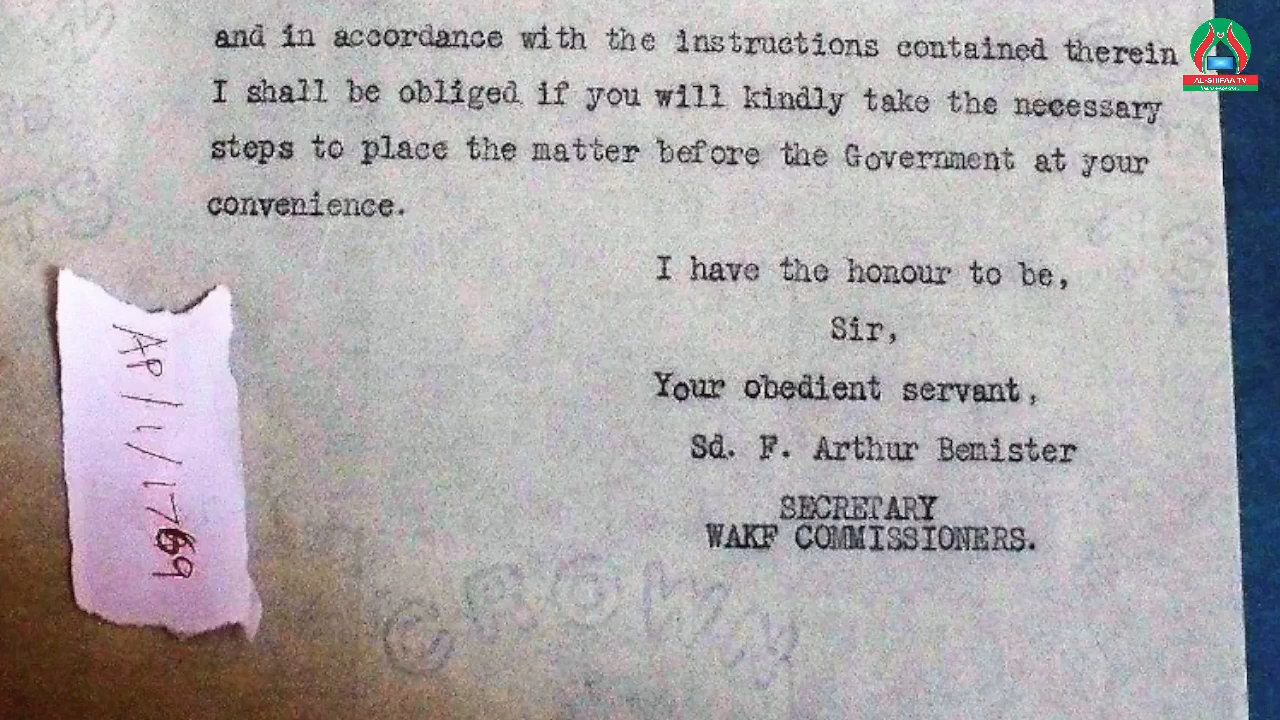 and in accordance with the instructions contained therein
I shall be obliged if you will kindly take the necessary
steps to place the matter before the Government at your
convenience.
I have the honour to be,
Sir,
Your obedient servant,
Sd. F. Arthur Bemister
SECRETARY
WAKF COMMISSIONERS.
AP/1/1769
AL-SHIFAA TV